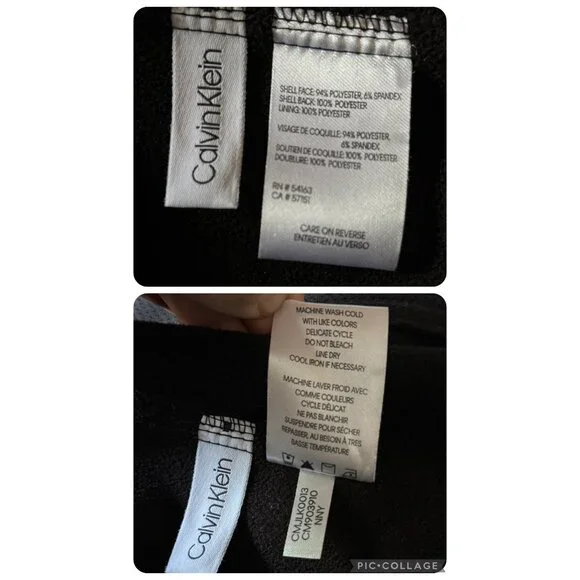 Calvin Klein
SHELL FACE: 94% POLYESTER, 6% SPANDEX
SHELL BACK: 100% POLYESTER
LINING: 100% POLYESTER
VISAGE DE COQUILLE: 94% POLYESTER,
6% SPANDEX
SOUTIEN DE COQUILLE: 100% POLYESTER
DOUBLURE: 100% POLYESTER
RN # 54163
CA # 57151
CARE ON REVERSE
ENTRETIEN AU VERSO
MACHINE WASH COLD
WITH LIKE COLORS
DELICATE CYCLE
DO NOT BLEACH
LINE DRY
COOL IRON IF NECESSARY
MACHINE LAVER FROID AVEC
COMME COULEURS
CYCLE DÉLICAT
NE PAS BLANCHIR
SUSPENDRE POUR SÉCHER
REPASSER, AU BESOIN À TRÈS
BASSE TEMPÉRATURE
Calvin Klein
CMJLK0013
CM903910
NNY
PIC•COLLAGE